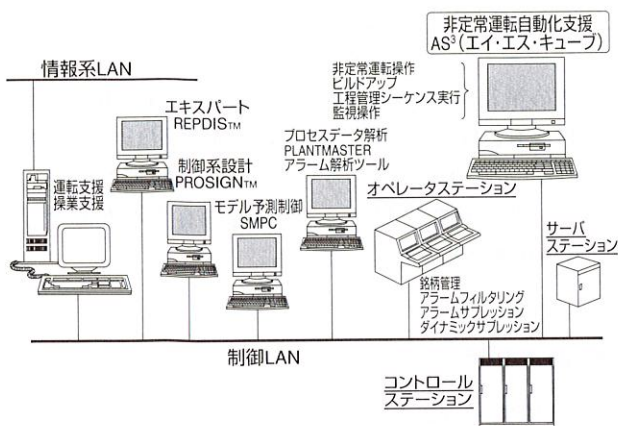 非定常運転自動化支援
AS³(エイ・エス・キューブ)
情報系LAN
非定常運転操作
ビルドアップ
工程管理シーケンス実行
監視操作
エキスパート
REPDIS™
プロセスデータ解析
PLANTMASTER
アラーム解析ツール
制御系設計
PROSIGN™
運転支援
操業支援
モデル予測制御
SMPC
オペレータステーション
サーバ
ステーション
銘柄管理
アラームフィルタリング
アラームサプレッション
ダイナミックサプレッション
制御LAN
コントロール
ステーション